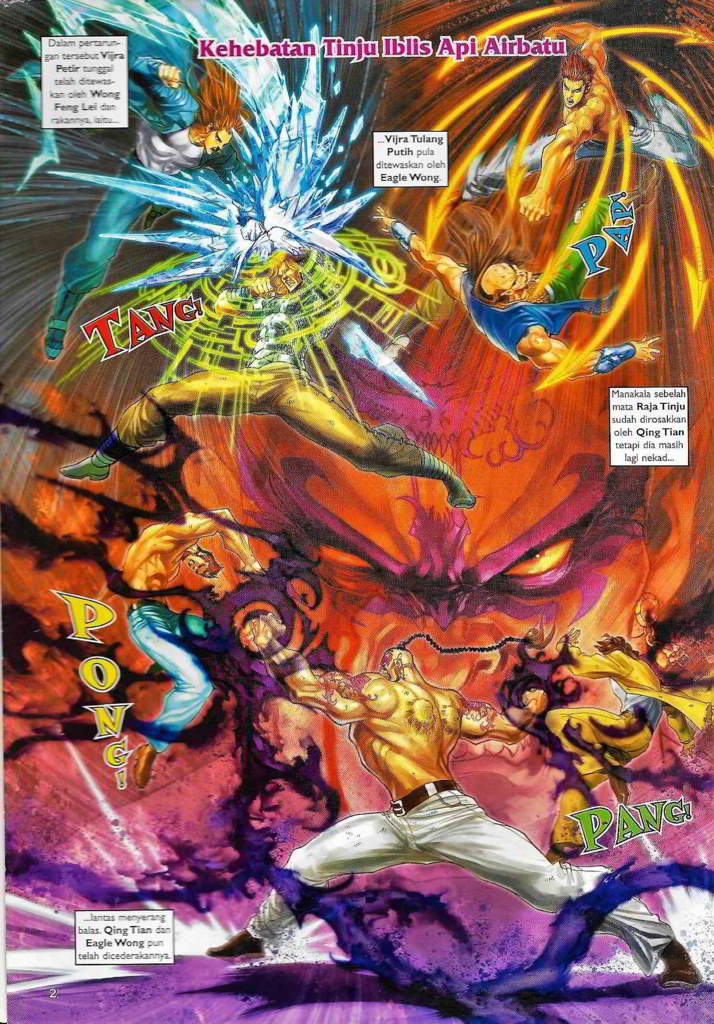 Kehebatan Tinju Iblis Api Airbatu
Dalam pertarun-
gan tersebut Vijra
Petir tunggal
telah ditewas-
kan oleh Wong
Feng Lei dan
rakannya, iaitu...
...Vijra Tulang
Putih pula
ditewaskan oleh
Eagle Wong.
PAP!
TANG!
Manakala sebelah
mata Raja Tinju
sudah dirosakkan
oleh Qing Tian
tetapi dia masih
lagi nekad...
PONG!
PANG!
...lantas menyerang
balas. Qing Tian dan
Eagle Wong pun
telah dicederakannya.
2